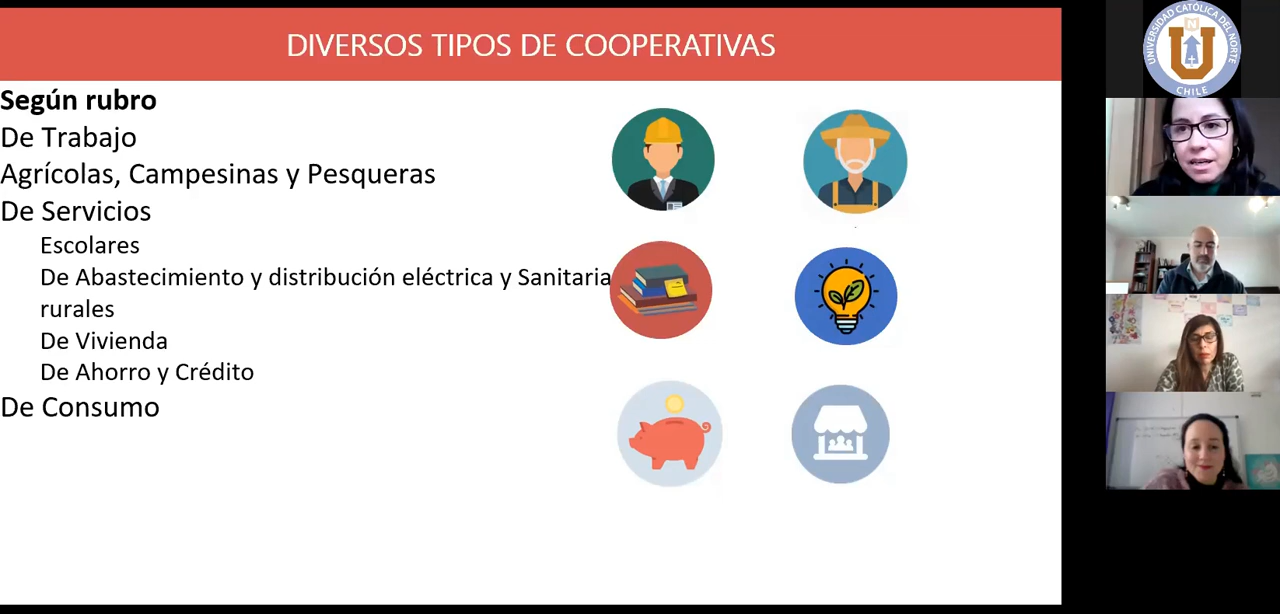 DIVERSOS TIPOS DE COOPERATIVAS
Según rubro
De Trabajo
Agrícolas, Campesinas y Pesqueras
De Servicios
Escolares
De Abastecimiento y distribución eléctrica y Sanitaria
rurales
De Vivienda
De Ahorro y Crédito
De Consumo
UNIVERSIDAD CATÓLICA DEL NORTE
N
CHILE